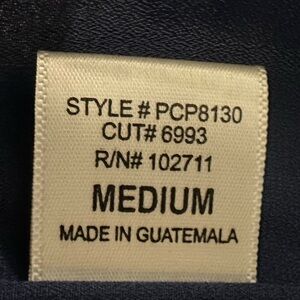 STYLE # PCP8130
CUT# 6993
R/N# 102711
MEDIUM
MADE IN GUATEMALA